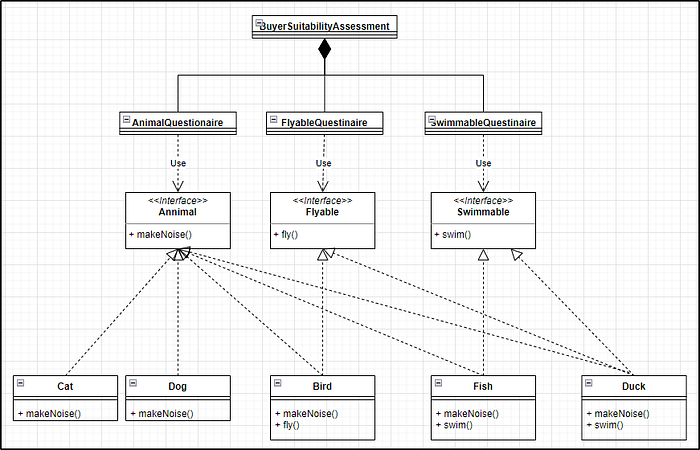 BuyerSuitabilityAssessment
AnimalQuestionaire
FlyableQuestinaire
SwimmableQuestinaire
Use
Use
Use
<<Interface>>
Annimal
+ makeNoise()
<<Interface>>
Flyable
+ fly()
<<Interface>>
Swimmable
+ swim()
Cat
+ makeNoise()
Dog
+ makeNoise()
Bird
+ makeNoise()
+ fly()
Fish
+ makeNoise()
+ swim()
Duck
+ makeNoise()
+ swim()